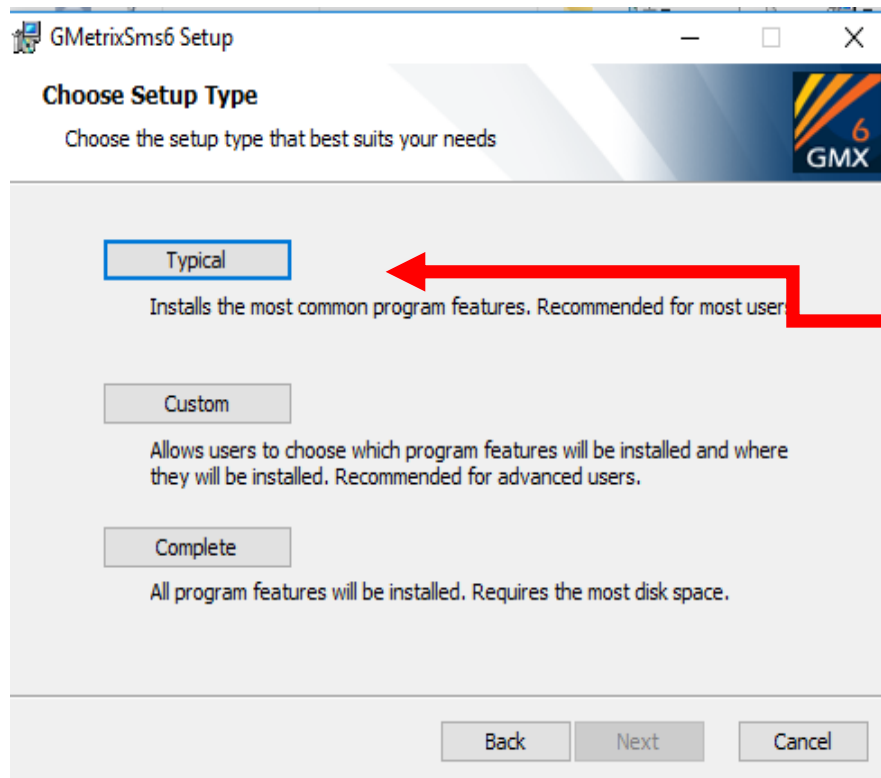 GMetrixSms6 Setup
Choose Setup Type
Choose the setup type that best suits your needs
6
GMX
Typical
Installs the most common program features. Recommended for most users
Custom
Allows users to choose which program features will be installed and where
they will be installed. Recommended for advanced users.
Complete
All program features will be installed. Requires the most disk space.
Back
Next
Cancel